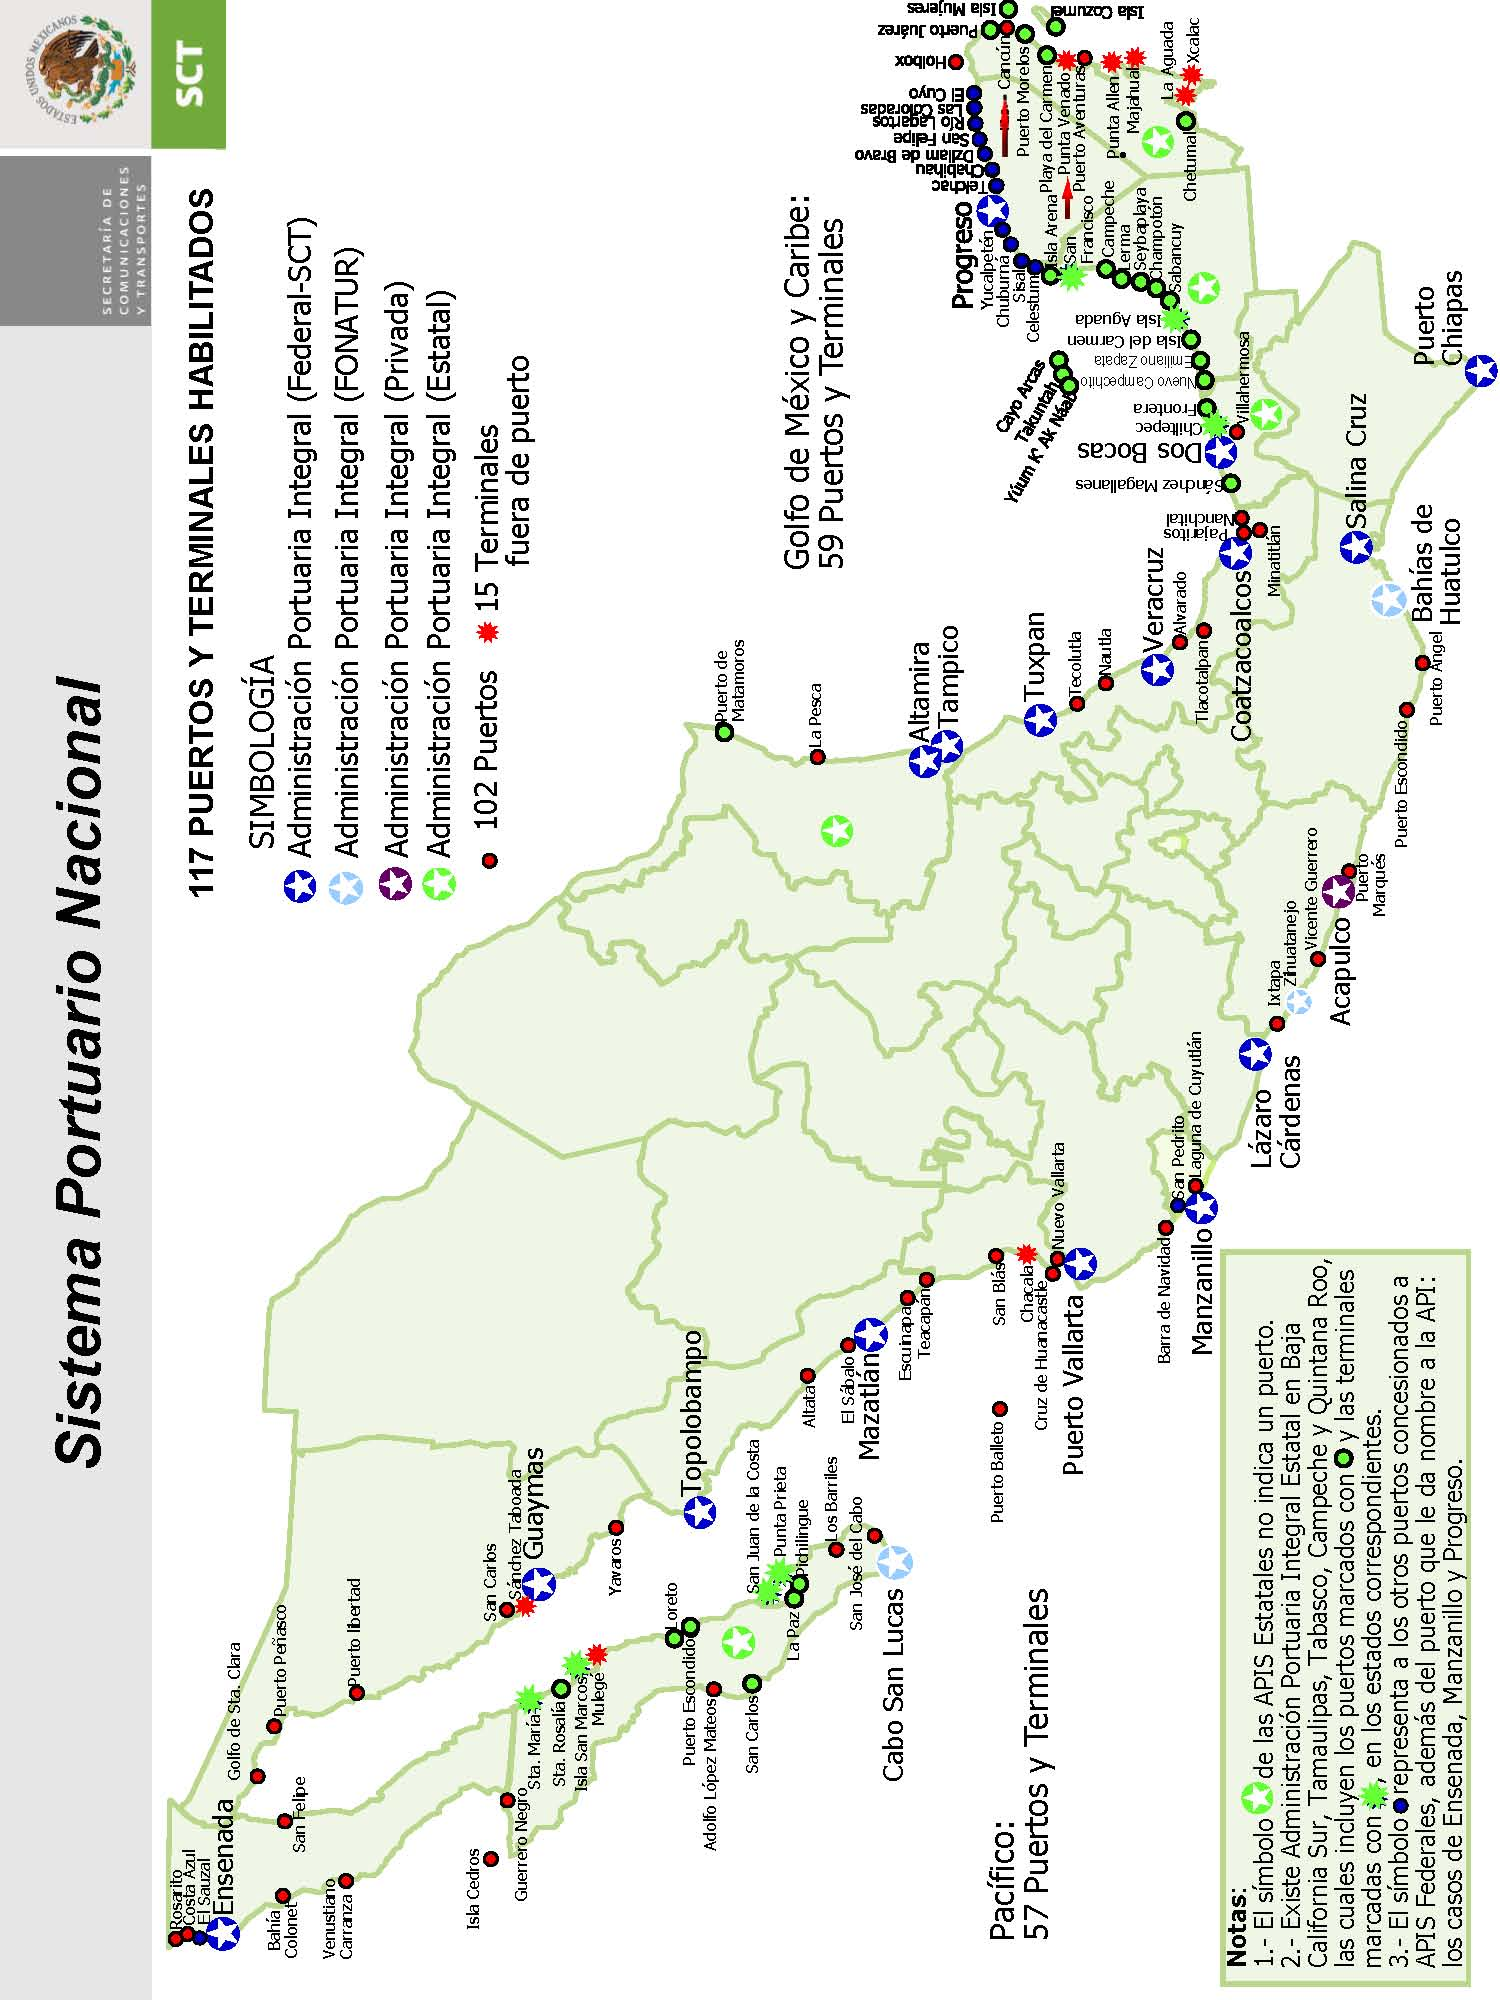 Sistema Portuario Nacional
SECRETARÍA DE
COMUNICACIONES
Y TRANSPORTES
ESTADOS UNIDOS MEXICANOS
SCT
117 PUERTOS Y TERMINALES HABILITADOS
SIMBOLOGÍA
Administración Portuaria Integral (Federal-SCT)
Administración Portuaria Integral (FONATUR)
Administración Portuaria Integral (Privada)
Administración Portuaria Integral (Estatal)
102 Puertos
15 Terminales
fuera de puerto
Golfo de México y Caribe:
59 Puertos y Terminales
Pacífico:
57 Puertos y Terminales
Rosarito
Costa Azul
El Sauzal
Ensenada
Bahía
Colonet
Venustiano
Carranza
San Felipe
Golfo de Sta. Clara
Puerto Peñasco
Puerto libertad
Isla Cedros
Guerrero Negro
Sta. María
Sta. Rosalía
Isla San Marcos
Mulegé
San Carlos
Sánchez Taboada
Guaymas
Yavaros
Loreto
Puerto Escondido
Adolfo López Mateos
San Carlos
San Juan de la Costa
Punta Prieta
Pichilingue
La Paz
Los Barriles
San José del Cabo
Cabo San Lucas
Topolobampo
Altata
El Sábalo
Mazatlán
Escuinapa
Teacapán
San Blás
Chacala
Cruz de Huanacastle
Nuevo Vallarta
Puerto Balleto
Puerto Vallarta
Barra de Navidad
San Pedrito
Laguna de Cuyutlán
Manzanillo
Lázaro
Cárdenas
Ixtapa
Zihuatanejo
Vicente Guerrero
Acapulco
Puerto
Marqués
Puerto Escondido
Puerto Angel
Bahías de
Huatulco
Salina Cruz
Puerto
Chiapas
Puerto de
Matamoros
La Pesca
Altamira
Tampico
Tuxpan
Tecolutla
Nautla
Veracruz
Alvarado
Tlacotalpan
Coatzacoalcos
Minatitlán
Pajaritos
Nanchital
Sánchez Magallanes
Dos Bocas
Chiltepec
Villahermosa
Frontera
Nuevo Campechito
Emiliano Zapata
Isla del Carmen
Isla Aguada
Cayo Arcas
Takuntah
Yúum K' Ak Náab
Sabancuy
Champotón
Seybaplaya
Lerma
Campeche
San
Francisco
Isla Arena
Celestum
Sisal
Chuburná
Yucalpetén
Progreso
Telchac
Chabihau
Dzilam de Bravo
San Felipe
Río Lagartos
Las Coloradas
El Cuyo
Holbox
Puerto Juárez
Isla Mujeres
Cancún
Isla Cozumel
Puerto Morelos
Playa del Carmen
Punta Venado
Puerto Aventuras
Punta Allen
Majahual
La Aguada
Xcalac
Chetumal
Notas:
1.- El símbolo de las APIS Estatales no indica un puerto.
2.- Existe Administración Portuaria Integral Estatal en Baja
California Sur, Tamaulipas, Tabasco, Campeche y Quintana Roo,
las cuales incluyen los puertos marcados con y las terminales
marcadas con , en los estados correspondientes.
3.- El símbolo representa a los otros puertos concesionados a
APIS Federales, además del puerto que le da nombre a la API:
los casos de Ensenada, Manzanillo y Progreso.